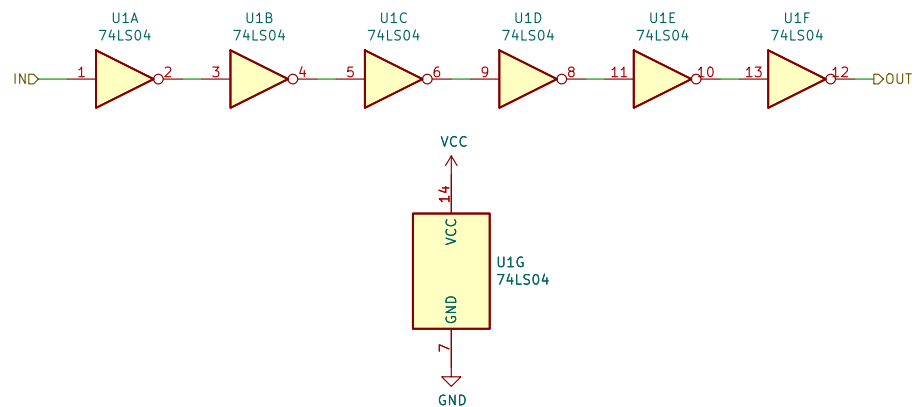 U1A U1B U1C U1D U1E U1F
74LS04 74LS04 74LS04 74LS04 74LS04 74LS04
IN 1 2 3 4 5 6 9 8 11 10 13 12 OUT
VCC
14
VCC
U1G
74LS04
GND
7
GND